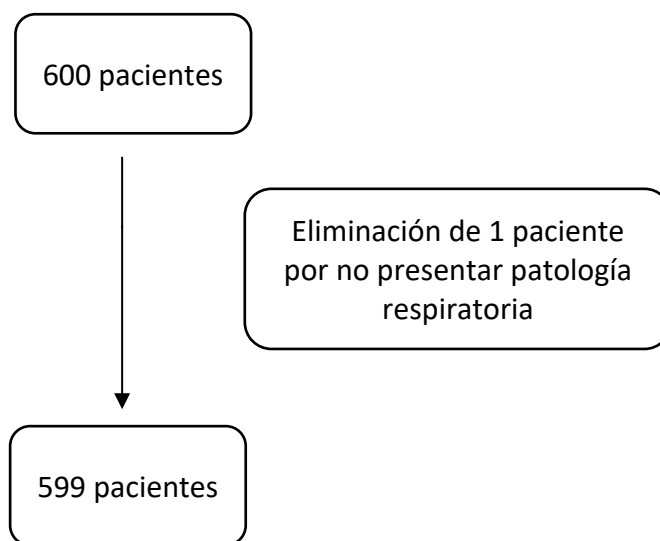 600 pacientes
Eliminación de 1 paciente
por no presentar patología
respiratoria
599 pacientes